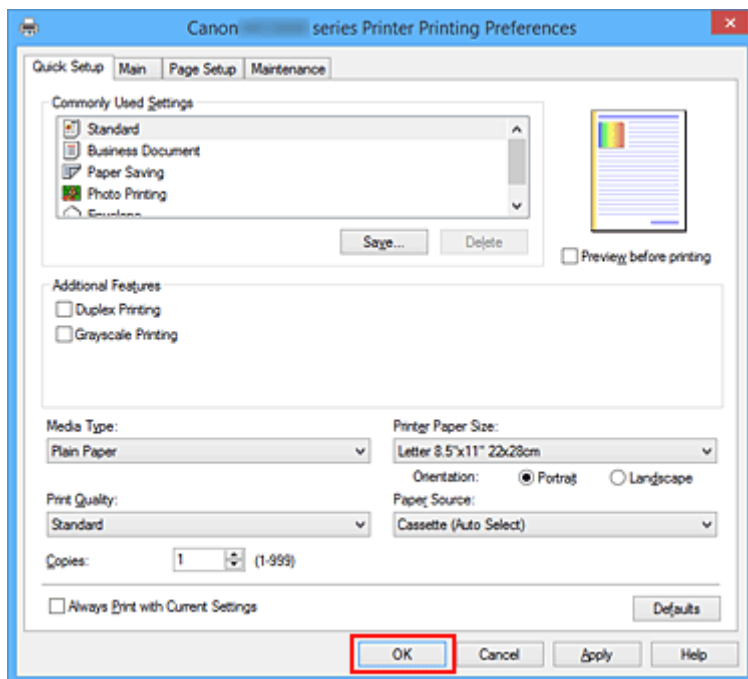 Canon series Printer Printing Preferences
Quick Setup Main Page Setup Maintenance
Commonly Used Settings
Standard
Business Document
Paper Saving
Photo Printing
Envelope
Save... Delete
Preview before printing
Additional Features
Duplex Printing
Grayscale Printing
Media Type:
Plain Paper
Printer Paper Size:
Letter 8.5"x11" 22x28cm
Orientation: Portrait Landscape
Print Quality:
Standard
Paper Source:
Cassette (Auto Select)
Copies: 1 (1-999)
Always Print with Current Settings
Defaults
OK Cancel Apply Help